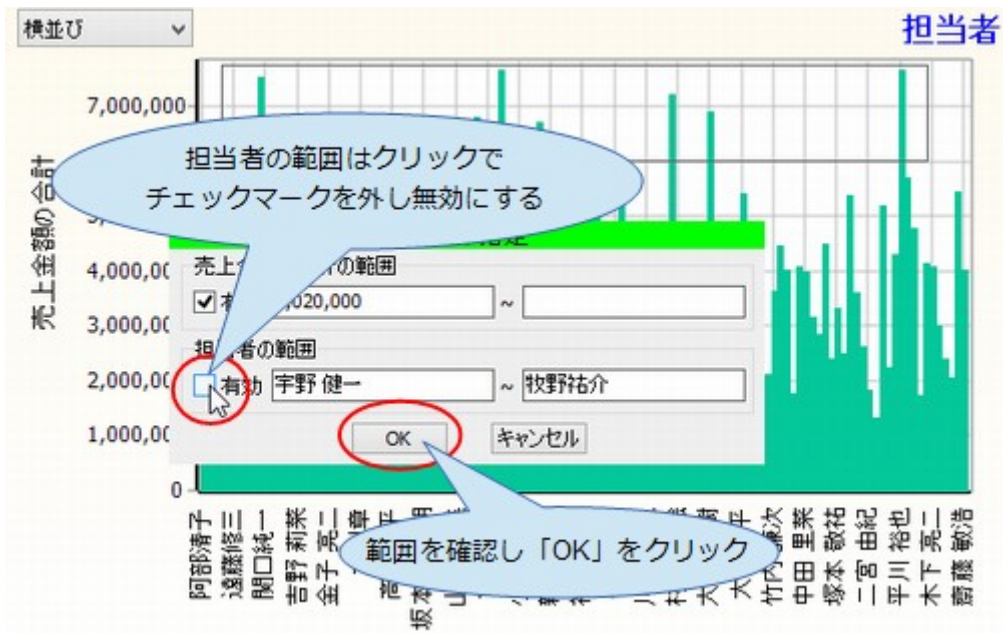 横並び
担当者
7,000,000
担当者の範囲はクリックで
チェックマークを外し無効にする
売上金額の合計
売上金
の範囲
4,000,00
020,000
~
3,000,00
担当者の範囲
2,000,00
有効
宇野 健一
~
牧野祐介
1,000,00
OK
キャンセル
0
範囲を確認し「OK」をクリック
阿部清子
遠藤修三
関口純一
吉野 莉菜
金子 亮二
中田 里菜
塚本 敬祐
二宮 由紀
平川 裕也
木下 亮二
齋藤 敏浩